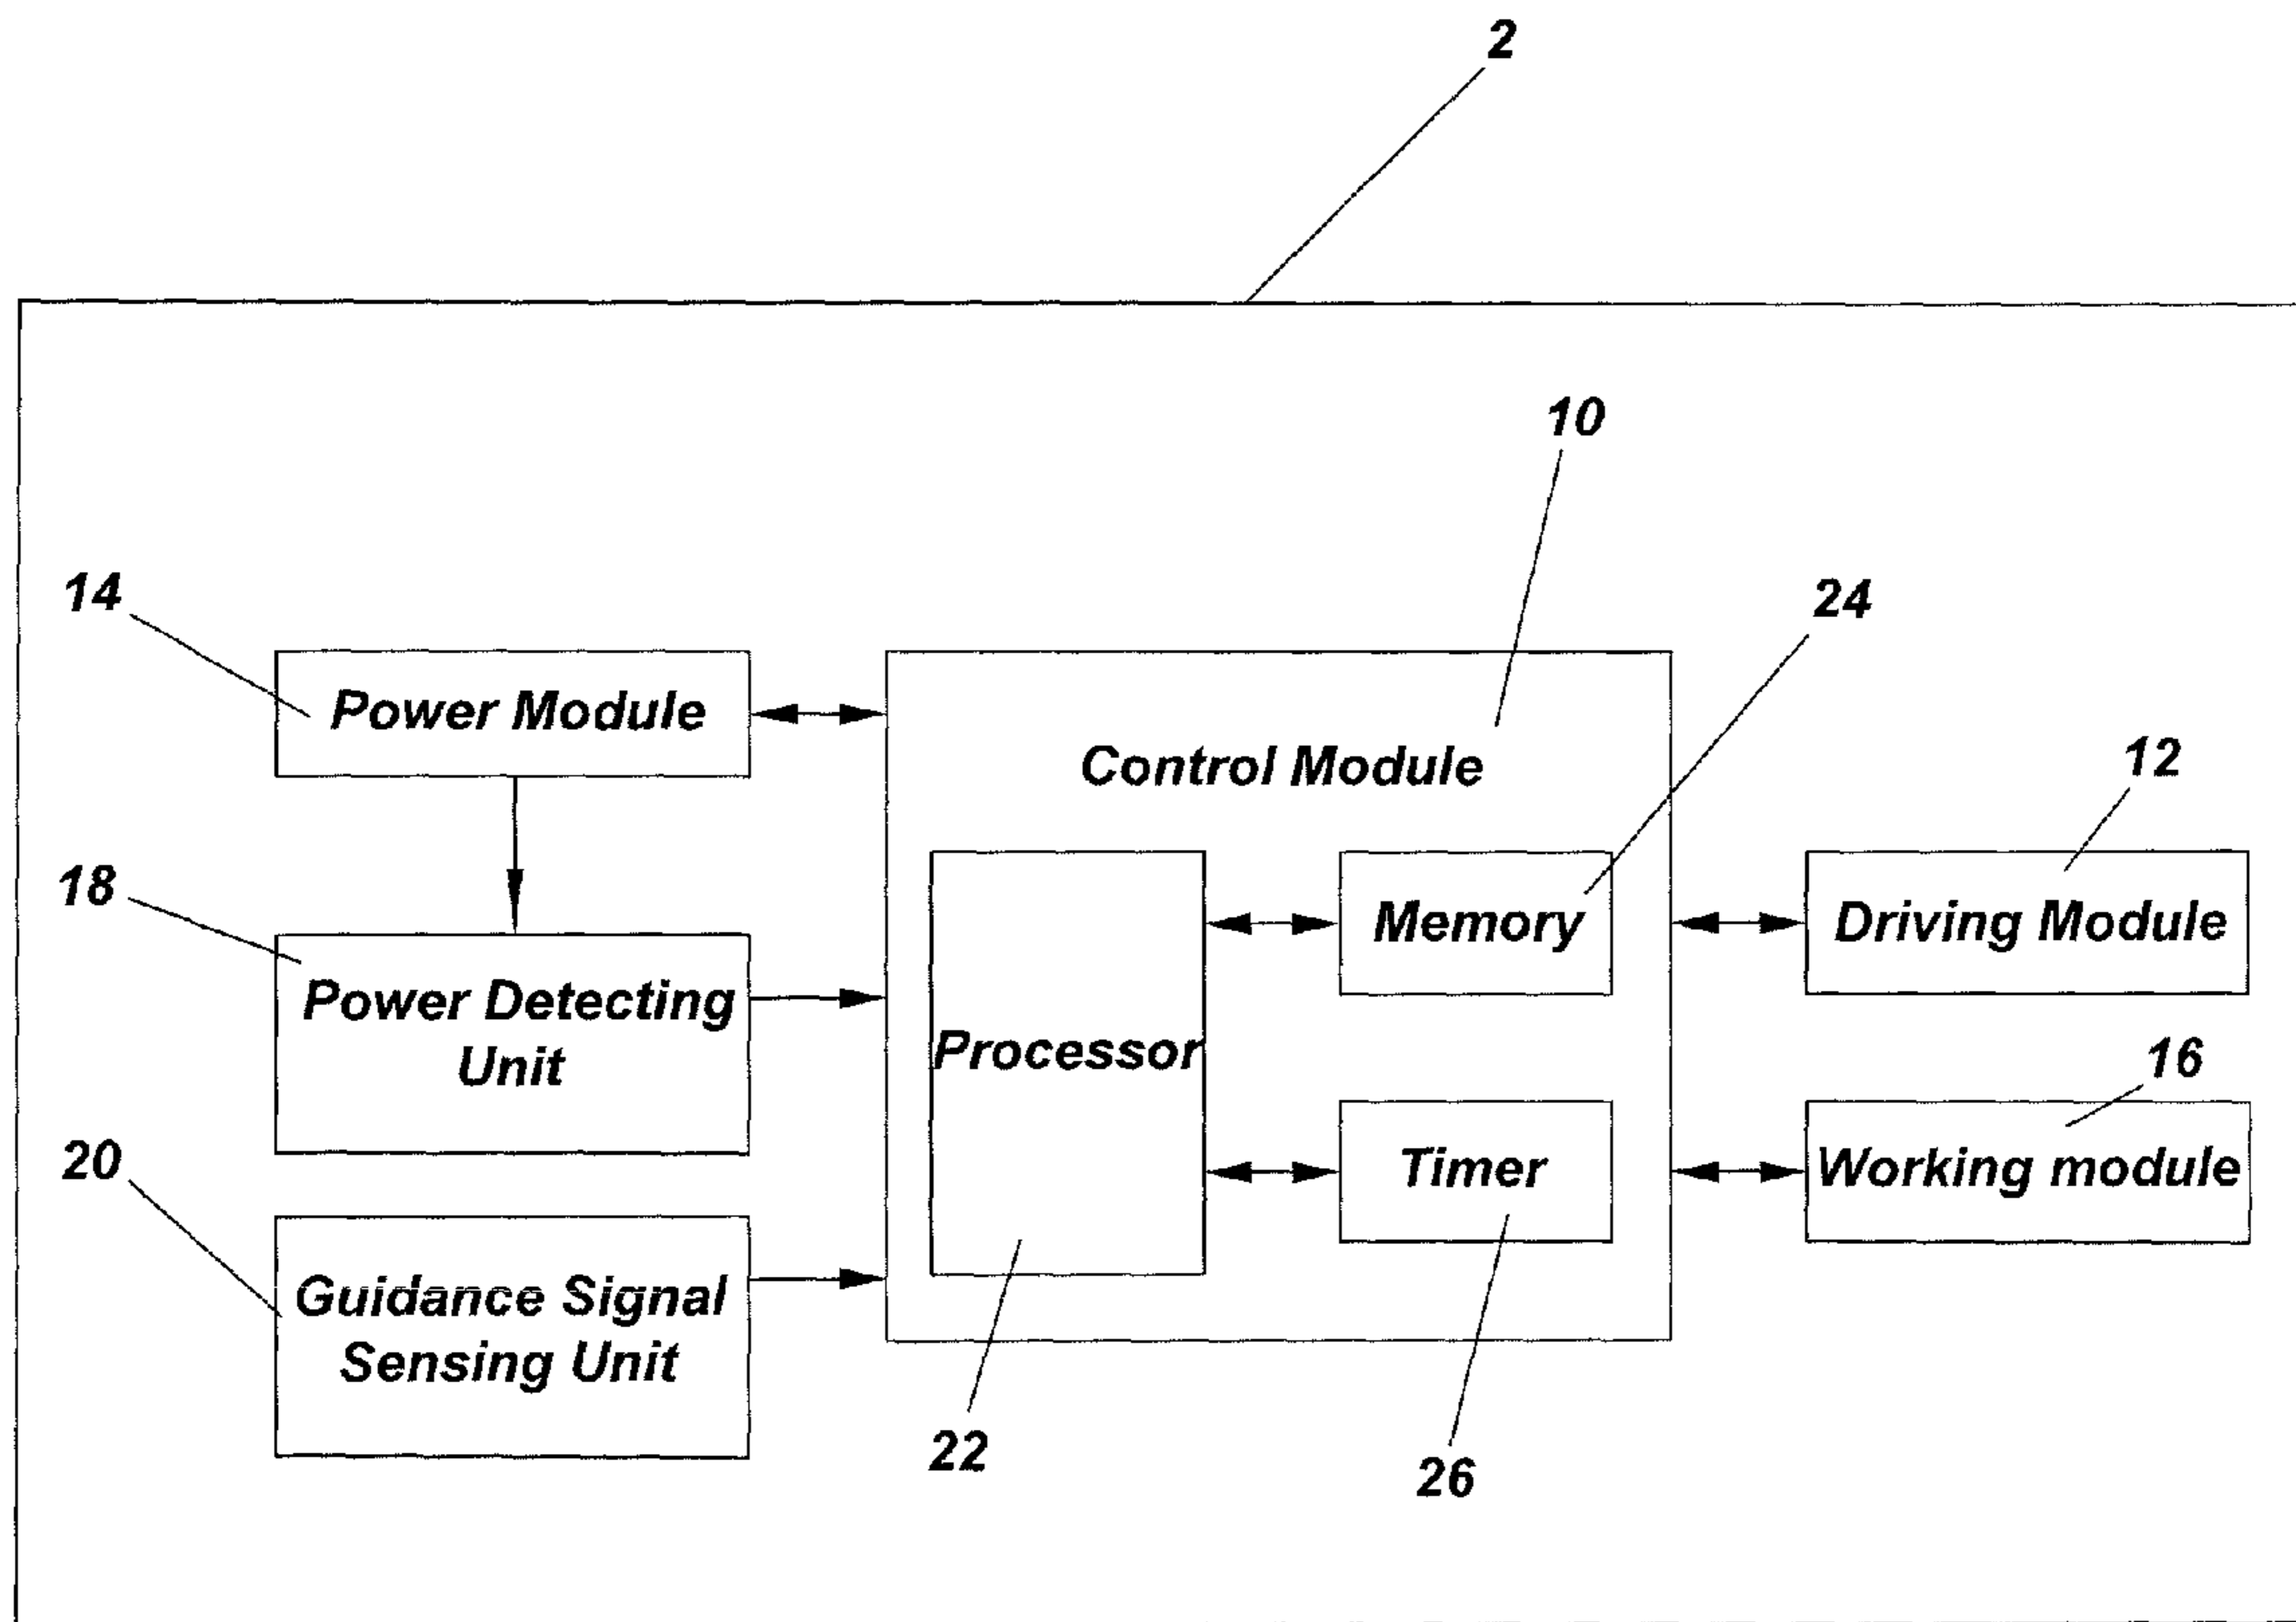 2
10
14
24
Power Module
Control Module
12
18
Memory
Driving Module
Power Detecting
Unit
Processor
16
20
Timer
Working module
Guidance Signal
Sensing Unit
22
26